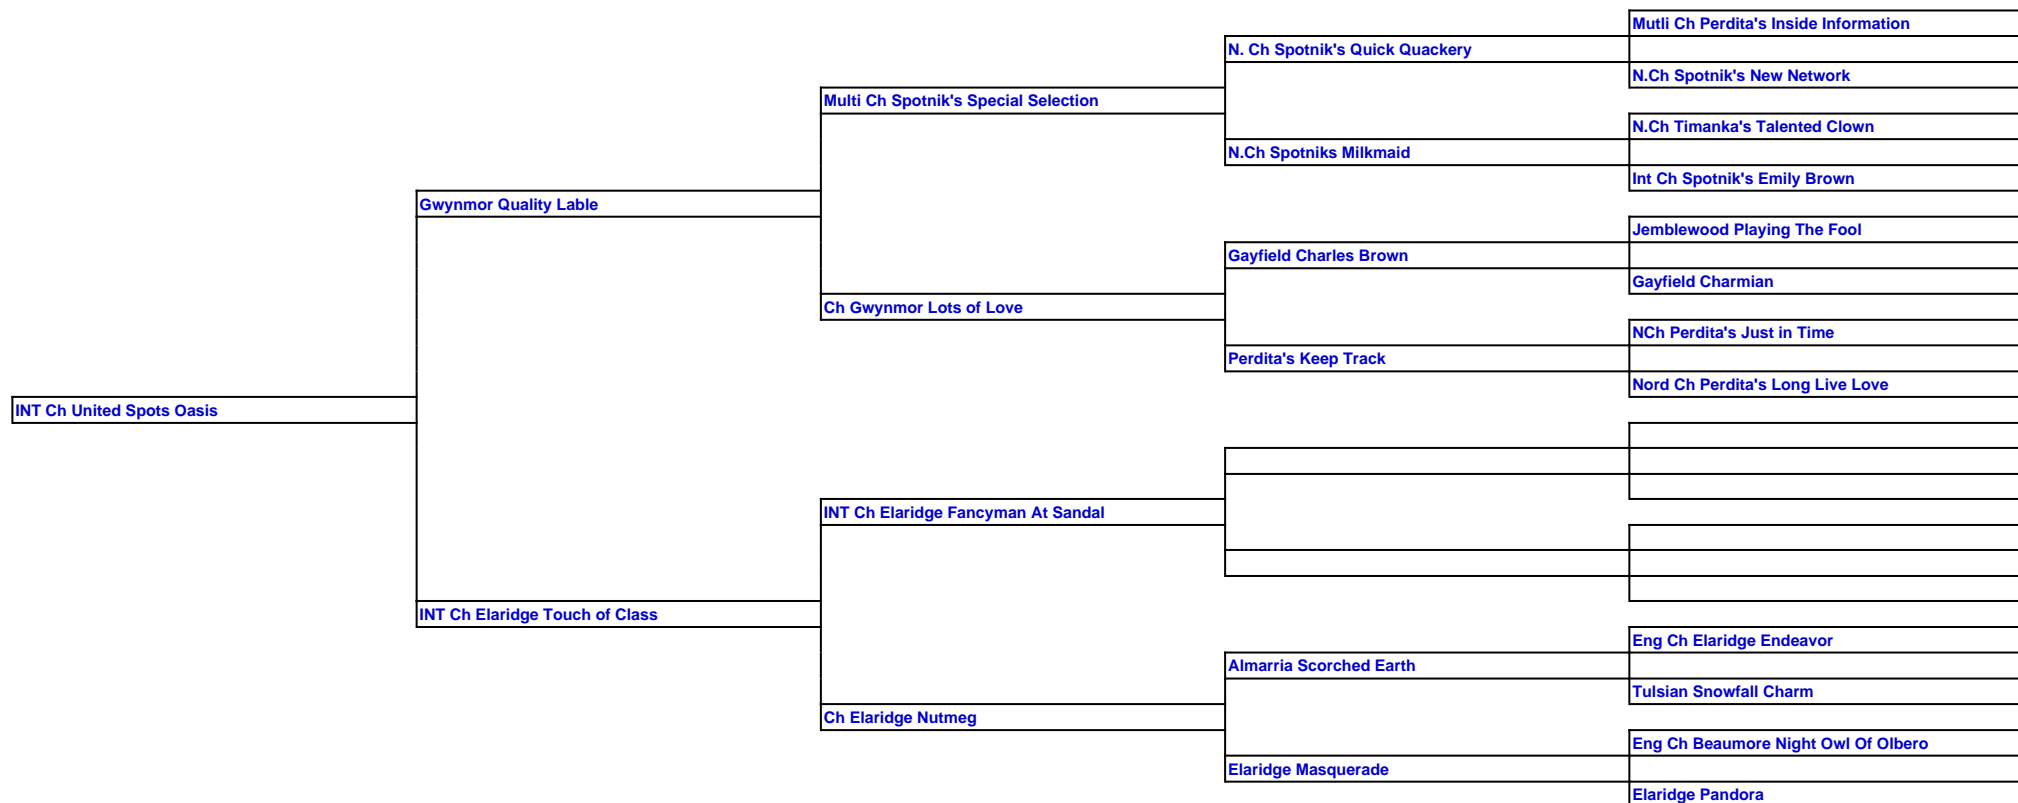 Mutli Ch Perdita's Inside Information
N. Ch Spotnik's Quick Quackery
N.Ch Spotnik's New Network
Multi Ch Spotnik's Special Selection
N.Ch Timanka's Talented Clown
N.Ch Spotniks Milkmaid
Int Ch Spotnik's Emily Brown
Gwynmor Quality Lable
Jemblewood Playing The Fool
Gayfield Charles Brown
Gayfield Charmian
Ch Gwynmor Lots of Love
NCh Perdita's Just in Time
Perdita's Keep Track
Nord Ch Perdita's Long Live Love
INT Ch United Spots Oasis
INT Ch Elaridge Fancyman At Sandal
INT Ch Elaridge Touch of Class
Eng Ch Elaridge Endeavor
Almarria Scorched Earth
Tulsian Snowfall Charm
Ch Elaridge Nutmeg
Eng Ch Beaumore Night Owl Of Olbero
Elaridge Masquerade
Elaridge Pandora